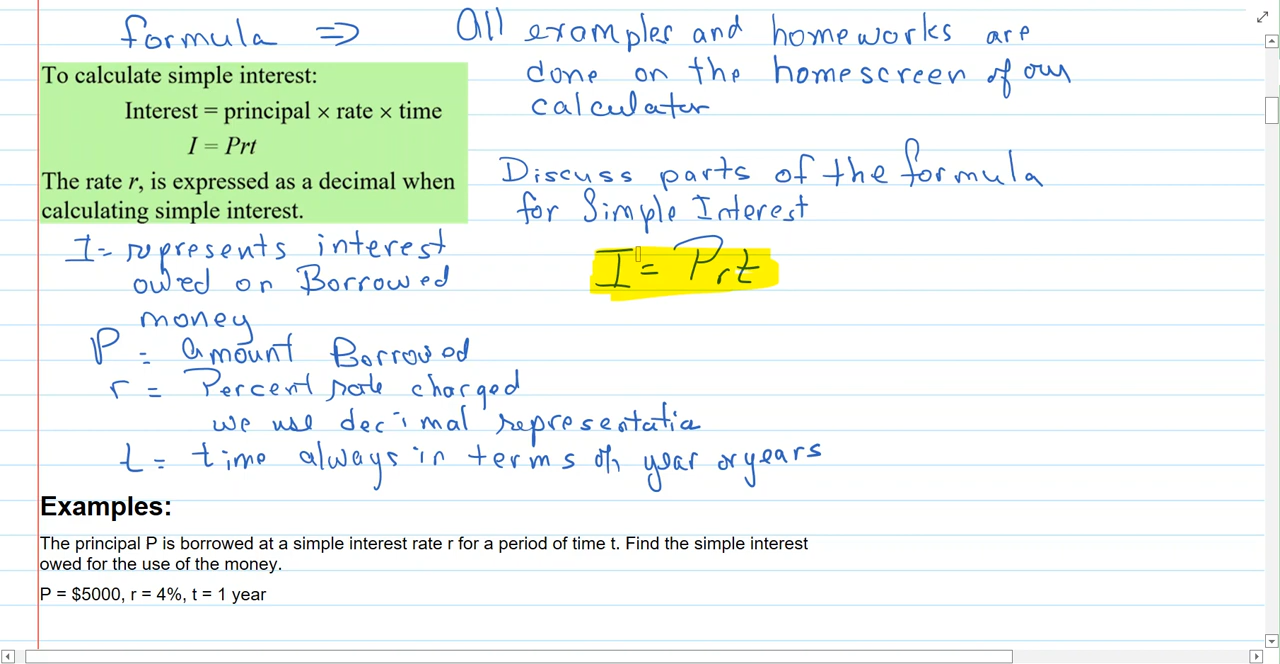 formula ⇒ All examples and homeworks are
done on the homescreen of our
calculator
To calculate simple interest:
Interest = principal × rate × time
I = Prt
The rate r, is expressed as a decimal when
calculating simple interest.
Discuss parts of the formula
for Simple Interest
I = Prt
I = represents interest
owed on Borrowed
money
P = Amount Borrowed
r = Percent rate charged
we use decimal representatio
t = time always in terms of year or years
Examples:
The principal P is borrowed at a simple interest rate r for a period of time t. Find the simple interest
owed for the use of the money.
P = $5000, r = 4%, t = 1 year